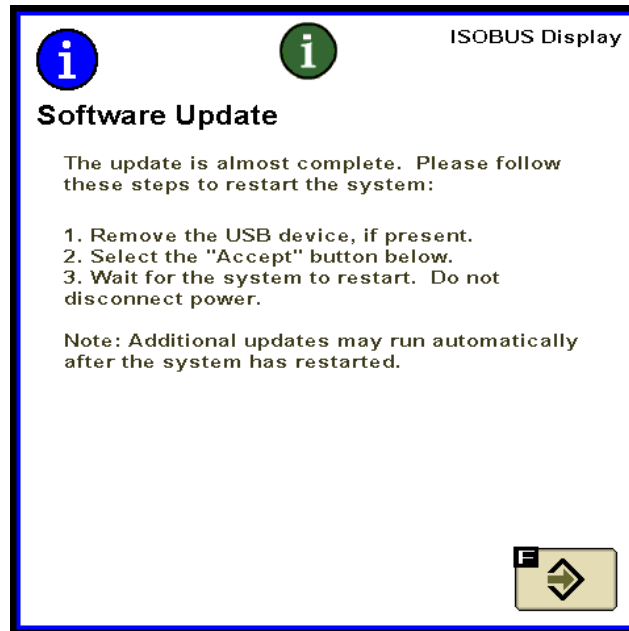 ISOBUS Display
Software Update
The update is almost complete.  Please follow
these steps to restart the system:
1. Remove the USB device, if present.
2. Select the "Accept" button below.
3. Wait for the system to restart.  Do not
disconnect power.
Note: Additional updates may run automatically
after the system has restarted.
F